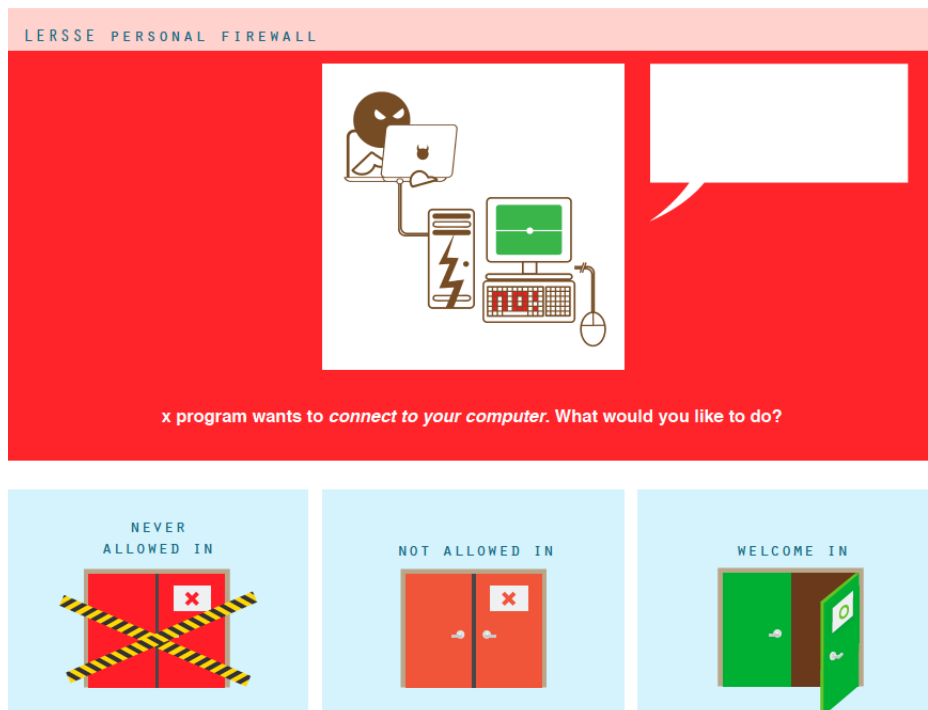 LERSSE PERSONAL FIREWALL
no!
x program wants to connect to your computer. What would you like to do?
NEVER
ALLOWED IN
NOT ALLOWED IN
WELCOME IN